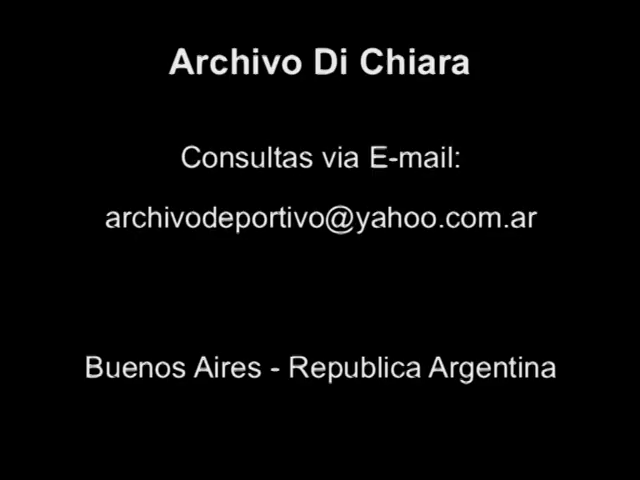 Archivo Di Chiara
Consultas via E-mail:
archivodeportivo@yahoo.com.ar
Buenos Aires - Republica Argentina